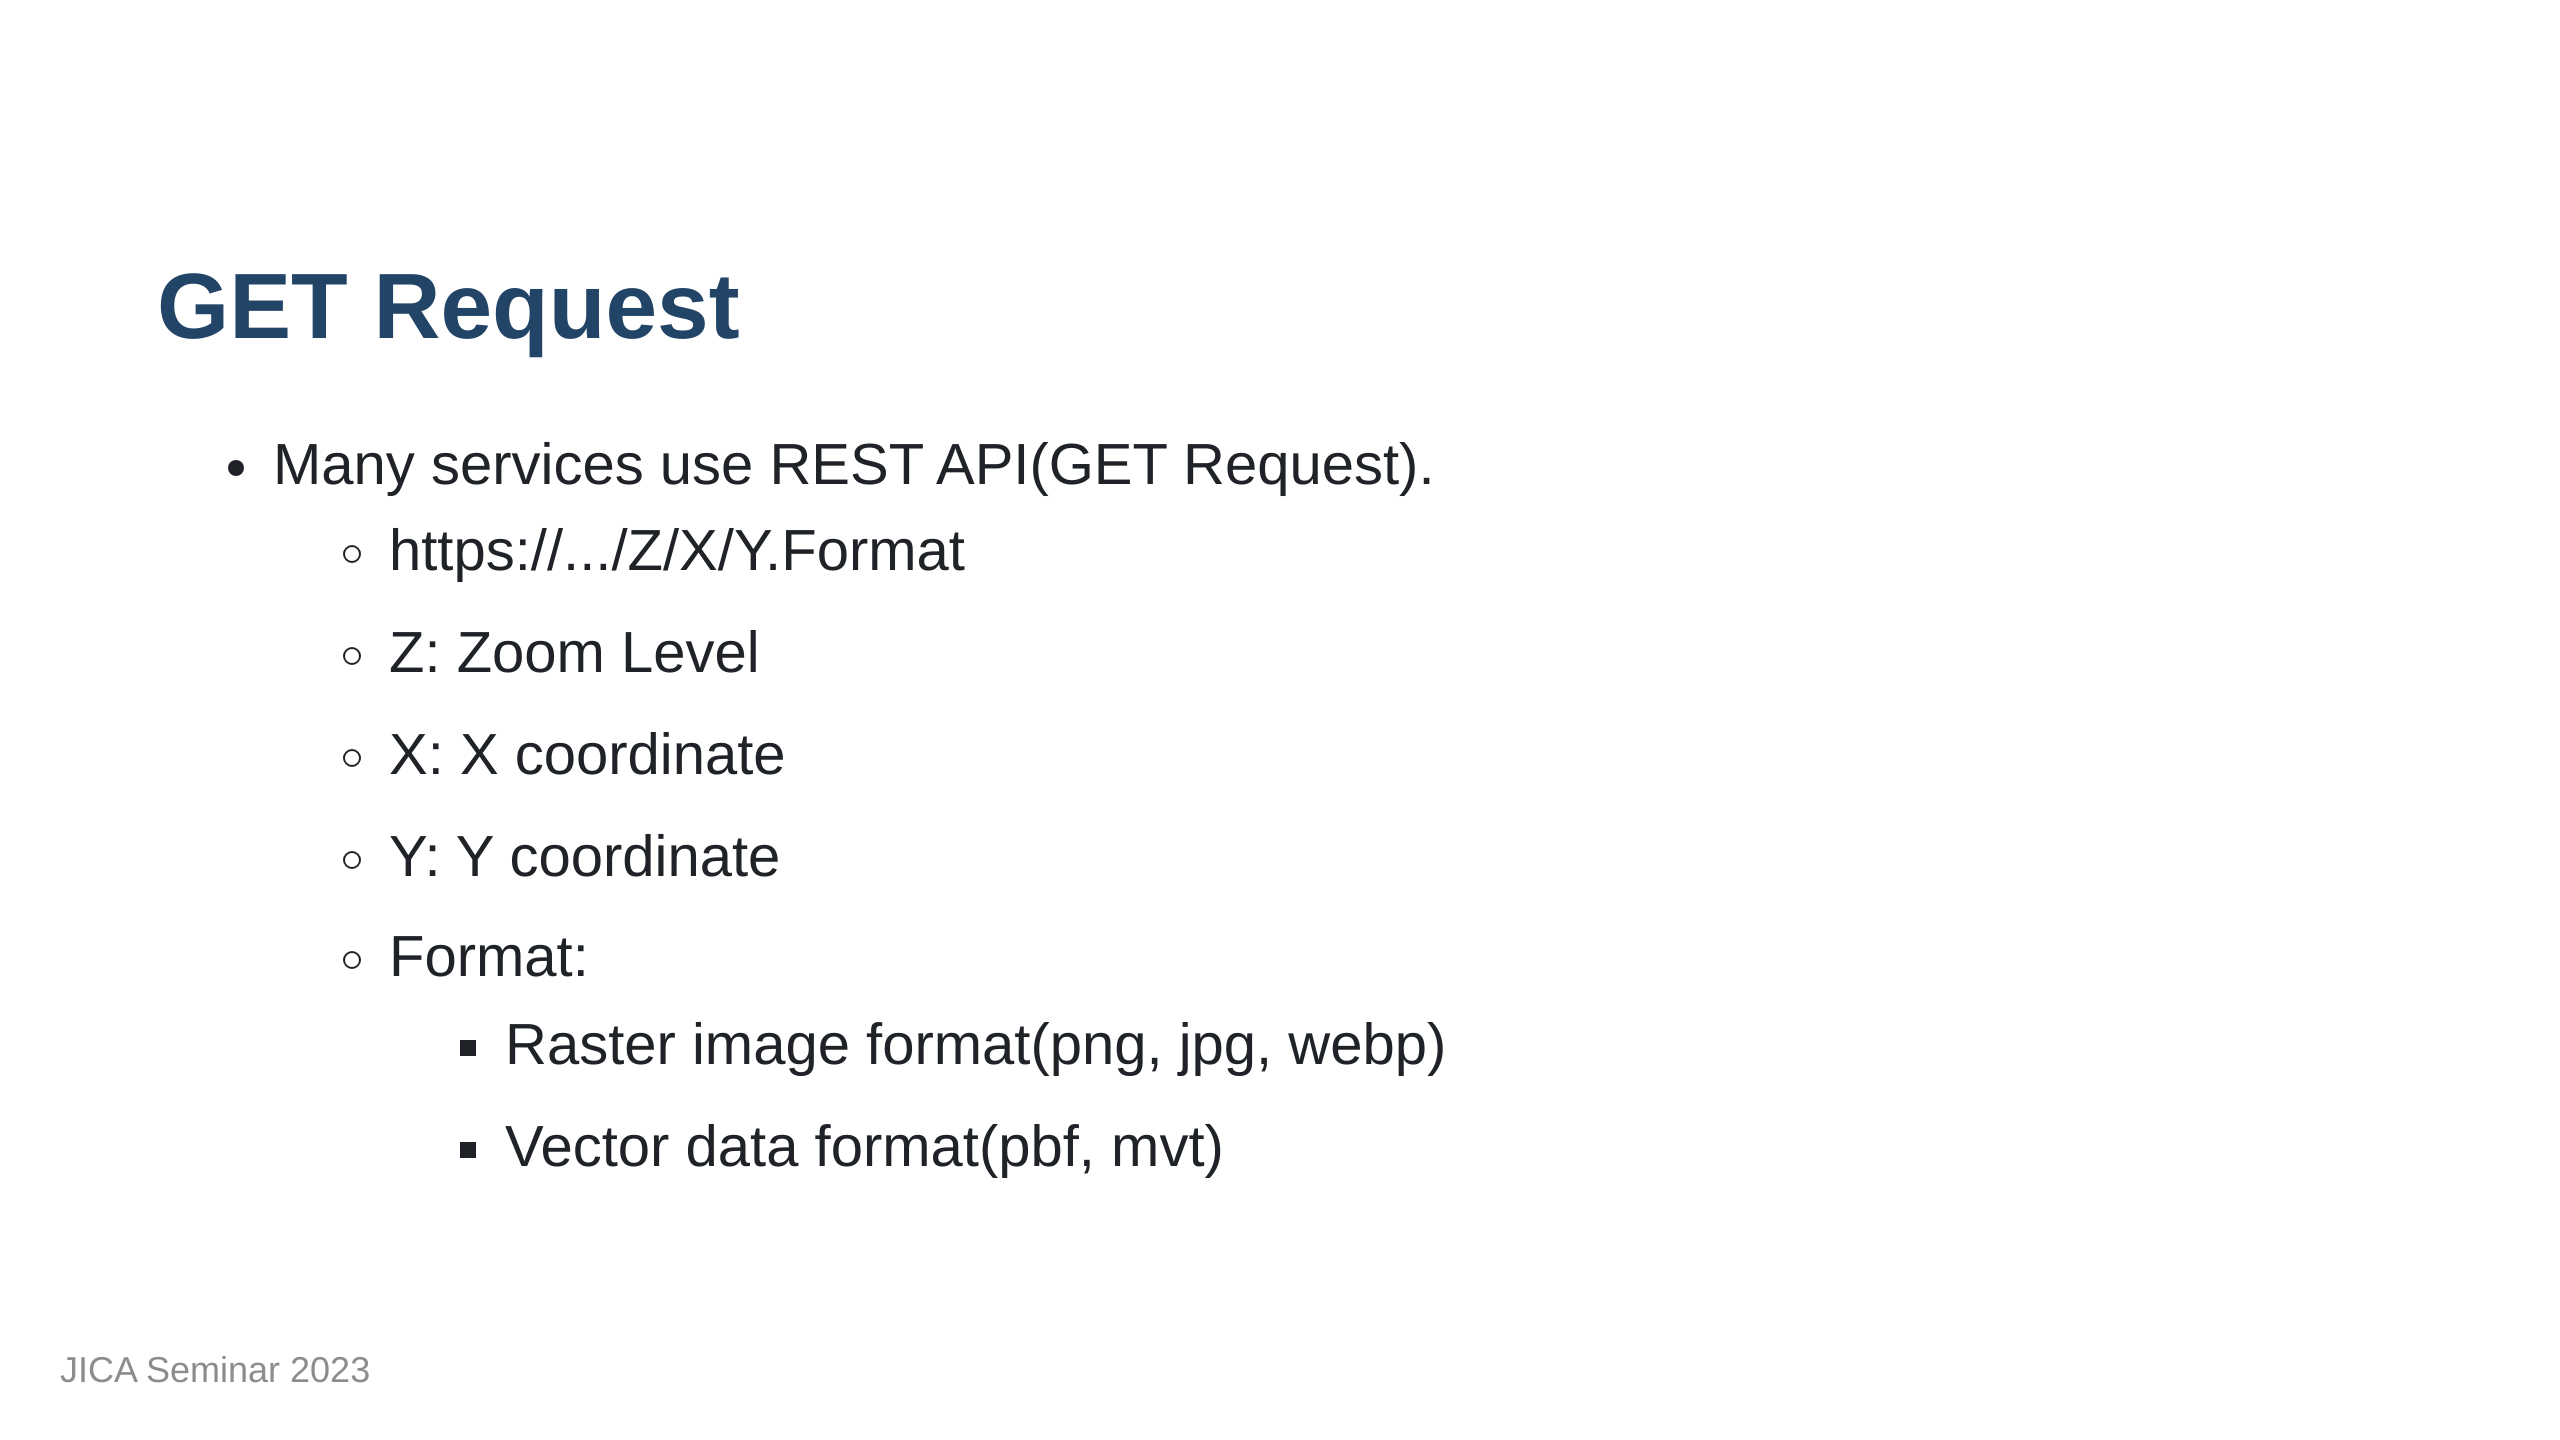 GET Request
Many services use REST API(GET Request).
https://.../Z/X/Y.Format
Z: Zoom Level
X: X coordinate
Y: Y coordinate
Format:
Raster image format(png, jpg, webp)
Vector data format(pbf, mvt)
JICA Seminar 2023